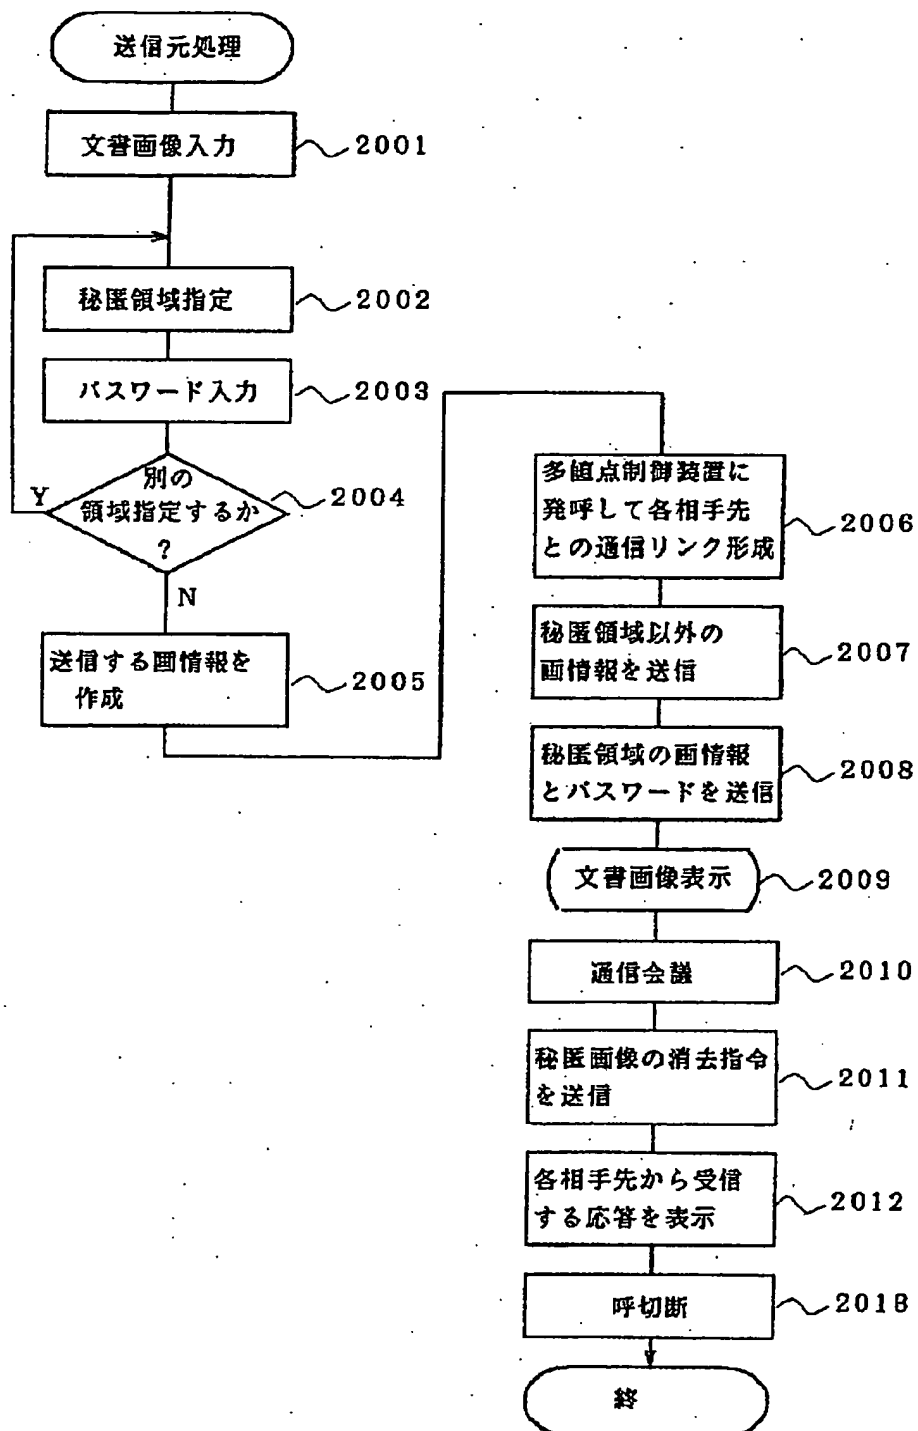 送信元処理
文書画像入力
2001
秘匿領域指定
2002
パスワード入力
2003
別の
領域指定するか
?
2004
Y
N
送信する画情報を
作成
2005
多値点制御装置に
発呼して各相手先
との通信リンク形成
2006
秘匿領域以外の
画情報を送信
2007
秘匿領域の画情報
とパスワードを送信
2008
文書画像表示
2009
通信会議
2010
秘匿画像の消去指令
を送信
2011
各相手先から受信
する応答を表示
2012
呼切断
2013
終